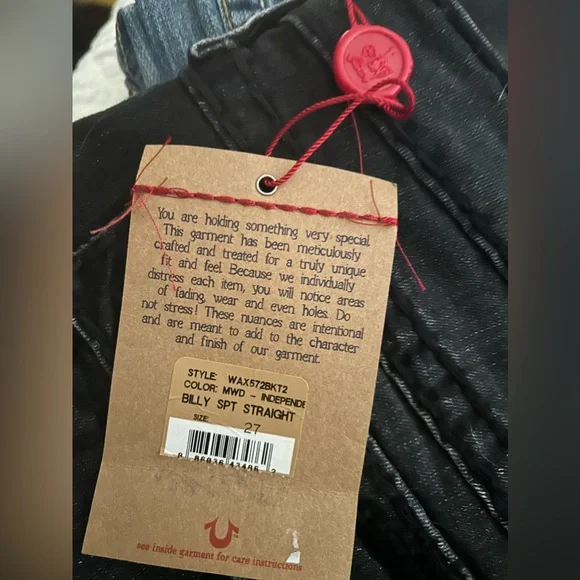 You are holding something very special.
This garment has been meticulously
crafted and treated for a truly unique
fit and feel. Because we individually
distress each item, you will notice areas
of fading, wear and even holes. Do
not stress! These nuances are intentional
and are meant to add to the character
and finish of our garment.
STYLE: WAX572BKT2
COLOR: MWD - INDEPENDE
BILLY SPT STRAIGHT
SIZE: 27
see inside garment for care instructions